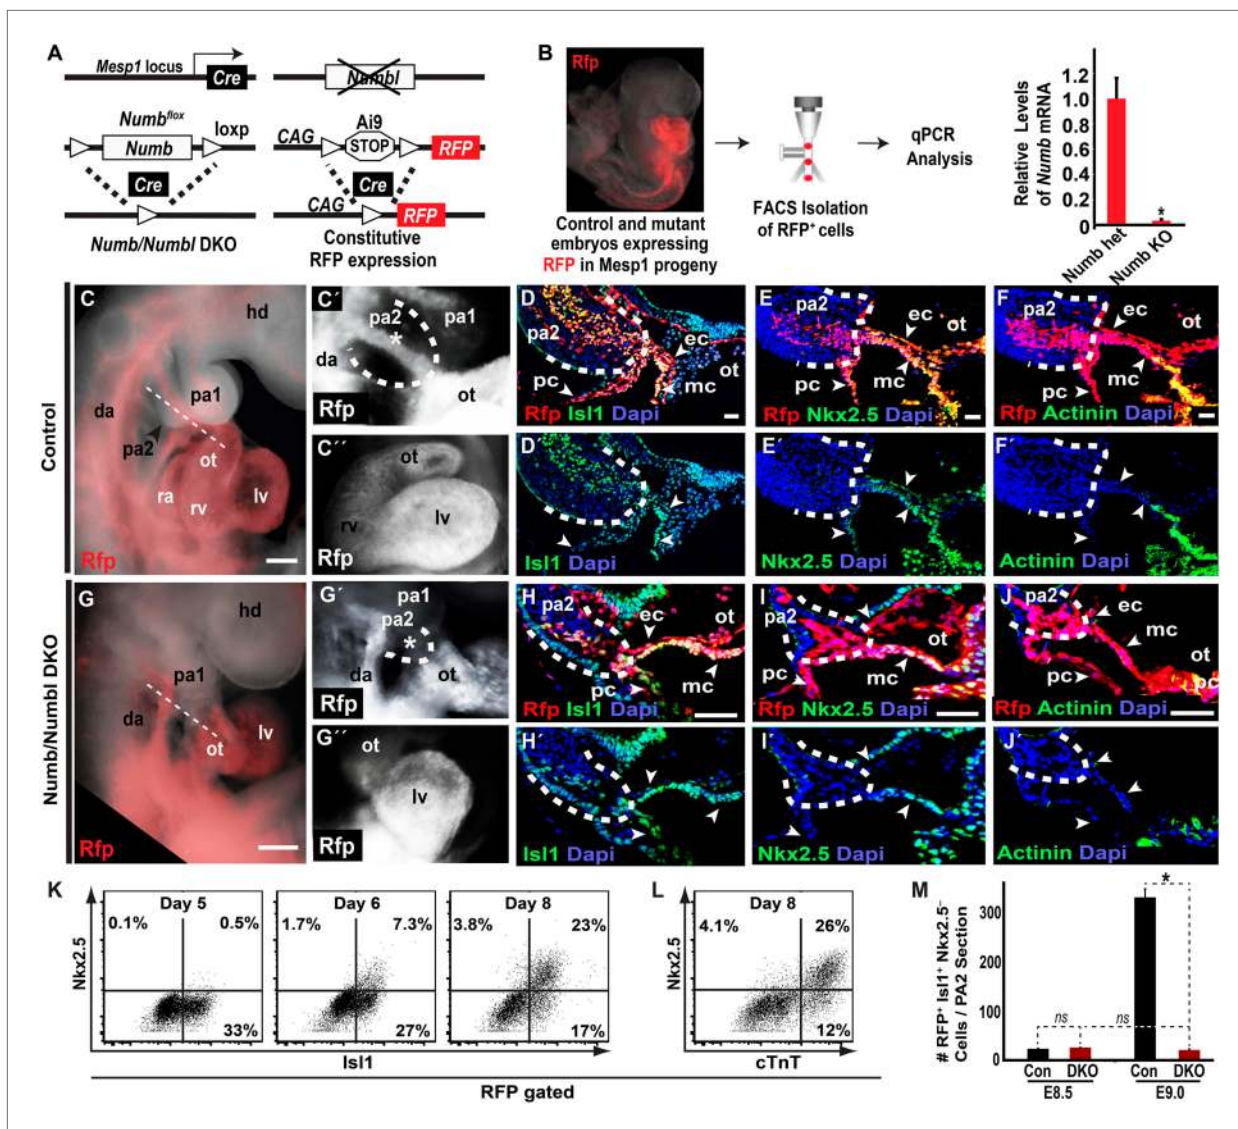 A
Mesp1 locus
Cre
Numbl
Numbflox
loxp
Numb
Cre
Numb/Numbl DKO
Ai9
CAG
STOP
RFP
Cre
CAG
RFP
Constitutive
RFP expression
B
Rfp
Control and mutant
embryos expressing
RFP in Mesp1 progeny
FACS Isolation
of RFP+ cells
qPCR
Analysis
Relative Levels
of Numb mRNA
1.2
1.0
0.8
0.6
0.4
0.2
0
*
Numb het
Numb KO
Control
C
hd
da
pa1
pa2
ot
ra
rv
lv
Rfp
C´
pa2
pa1
*
da
ot
Rfp
C´´
ot
rv
lv
Rfp
D
pa2
ec
ot
pc
mc
Rfp Isl1 Dapi
D´
Isl1 Dapi
E
pa2
ec
ot
pc
mc
Rfp Nkx2.5 Dapi
E´
Nkx2.5 Dapi
F
pa2
ec
ot
pc
mc
Rfp Actinin Dapi
F´
Actinin Dapi
Numb/Numbl DKO
G
hd
pa1
da
lv
ot
Rfp
G´
pa1
pa2
*
da
ot
Rfp
G´´
ot
lv
Rfp
H
pa2
ec
ot
pc
mc
Rfp Isl1 Dapi
H´
Isl1 Dapi
I
pa2
ot
pc
mc
Rfp Nkx2.5 Dapi
I´
Nkx2.5 Dapi
J
pa2
ec
mc
ot
pc
pc
Rfp Actinin Dapi
J´
Actinin Dapi
K
Nkx2.5
Day 5
0.1%
0.5%
33%
Day 6
1.7%
7.3%
27%
Day 8
3.8%
23%
17%
Isl1
L
Day 8
4.1%
26%
12%
cTnT
RFP gated
M
# RFP+ Isl1+ Nkx2.5-
Cells / PA2 Section
300
200
100
50
0
*
ns
ns
Con DKO
Con DKO
E8.5
E9.0